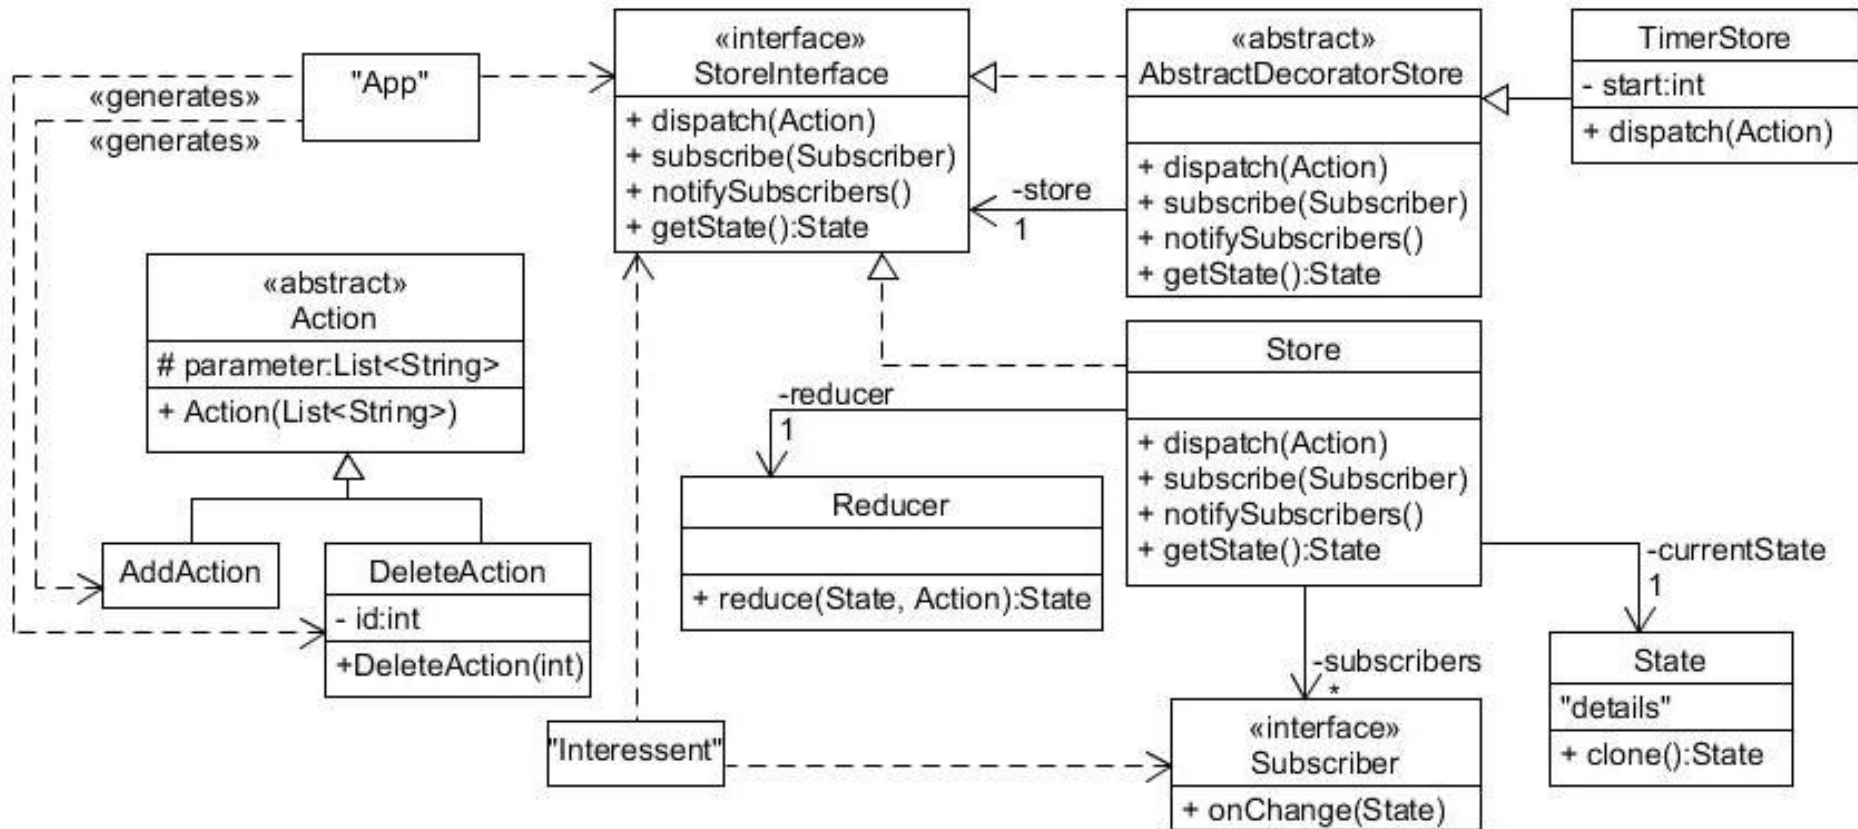 "App"
«generates»
«generates»
«interface»
StoreInterface
+ dispatch(Action)
+ subscribe(Subscriber)
+ notifySubscribers()
+ getState():State
«abstract»
AbstractDecoratorStore
+ dispatch(Action)
+ subscribe(Subscriber)
+ notifySubscribers()
+ getState():State
TimerStore
- start:int
+ dispatch(Action)
-store
1
«abstract»
Action
# parameter:List<String>
+ Action(List<String>)
AddAction
DeleteAction
- id:int
+DeleteAction(int)
-reducer
1
Reducer
+ reduce(State, Action):State
Store
+ dispatch(Action)
+ subscribe(Subscriber)
+ notifySubscribers()
+ getState():State
-currentState
1
-subscribers
*
"Interessent"
«interface»
Subscriber
+ onChange(State)
State
"details"
+ clone():State